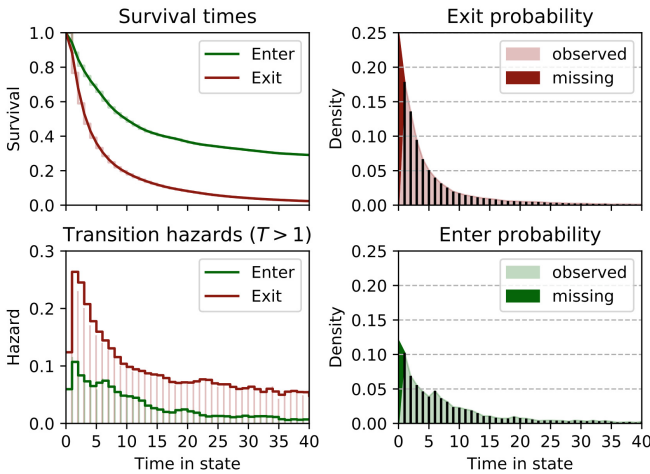 Survival times
Survival
1.0
0.8
0.6
0.4
0.2
0.0
Enter
Exit
Exit probability
Density
0.25
0.20
0.15
0.10
0.05
0.00
observed
missing
Transition hazards (T > 1)
Hazard
0.3
0.2
0.1
0.0
Enter
Exit
0 5 10 15 20 25 30 35 40
Time in state
Enter probability
Density
0.25
0.20
0.15
0.10
0.05
0.00
observed
missing
0 5 10 15 20 25 30 35 40
Time in state